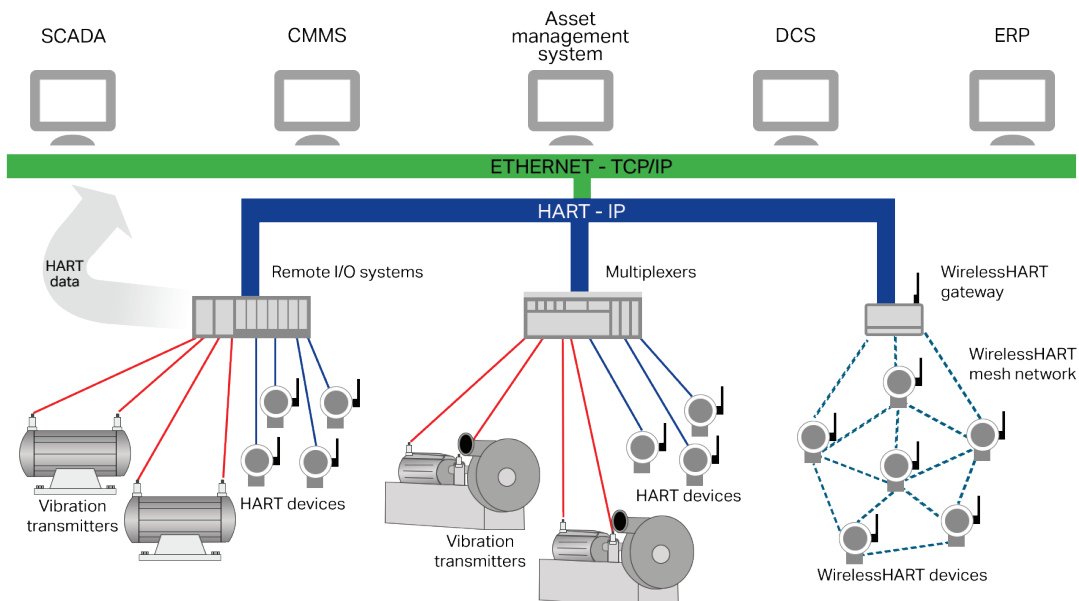 SCADA
CMMS
Asset
management
system
DCS
ERP
ETHERNET - TCP/IP
HART - IP
HART
data
Remote I/O systems
Multiplexers
WirelessHART
gateway
WirelessHART
mesh network
HART devices
Vibration
transmitters
HART devices
Vibration
transmitters
WirelessHART devices